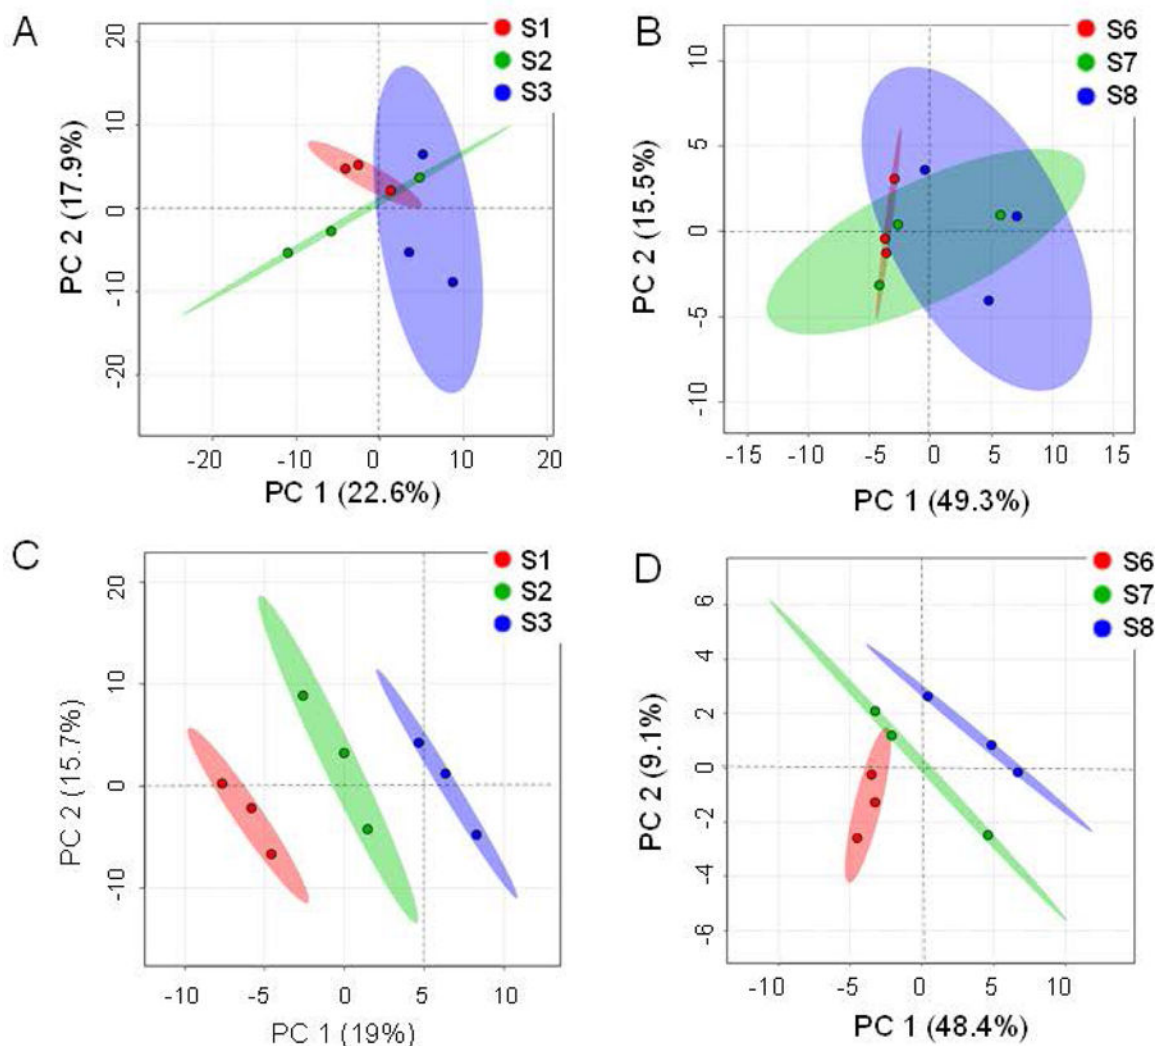 A
S1
S2
S3
PC 2 (17.9%)
20
10
0
-10
-20
-20 -10 0 10 20
PC 1 (22.6%)
B
S6
S7
S8
PC 2 (15.5%)
10
5
0
-5
-10
-15 -10 -5 0 5 10 15
PC 1 (49.3%)
C
S1
S2
S3
PC 2 (15.7%)
20
10
0
-10
-10 -5 0 5 10
PC 1 (19%)
D
S6
S7
S8
PC 2 (9.1%)
6
4
2
0
-2
-4
-6
-10 -5 0 5 10
PC 1 (48.4%)